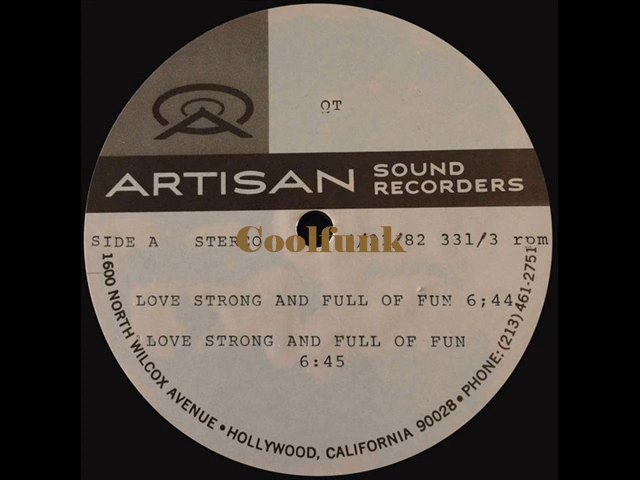 QT
ARTISAN SOUND RECORDERS
SIDE A STEREO /82 331/3 rpm
Coolfunk
LOVE STRONG AND FULL OF FUN 6;44
LOVE STRONG AND FULL OF FUN
6:45
1600 NORTH WILCOX AVENUE • HOLLYWOOD, CALIFORNIA 90028 • PHONE: (213) 461-2751